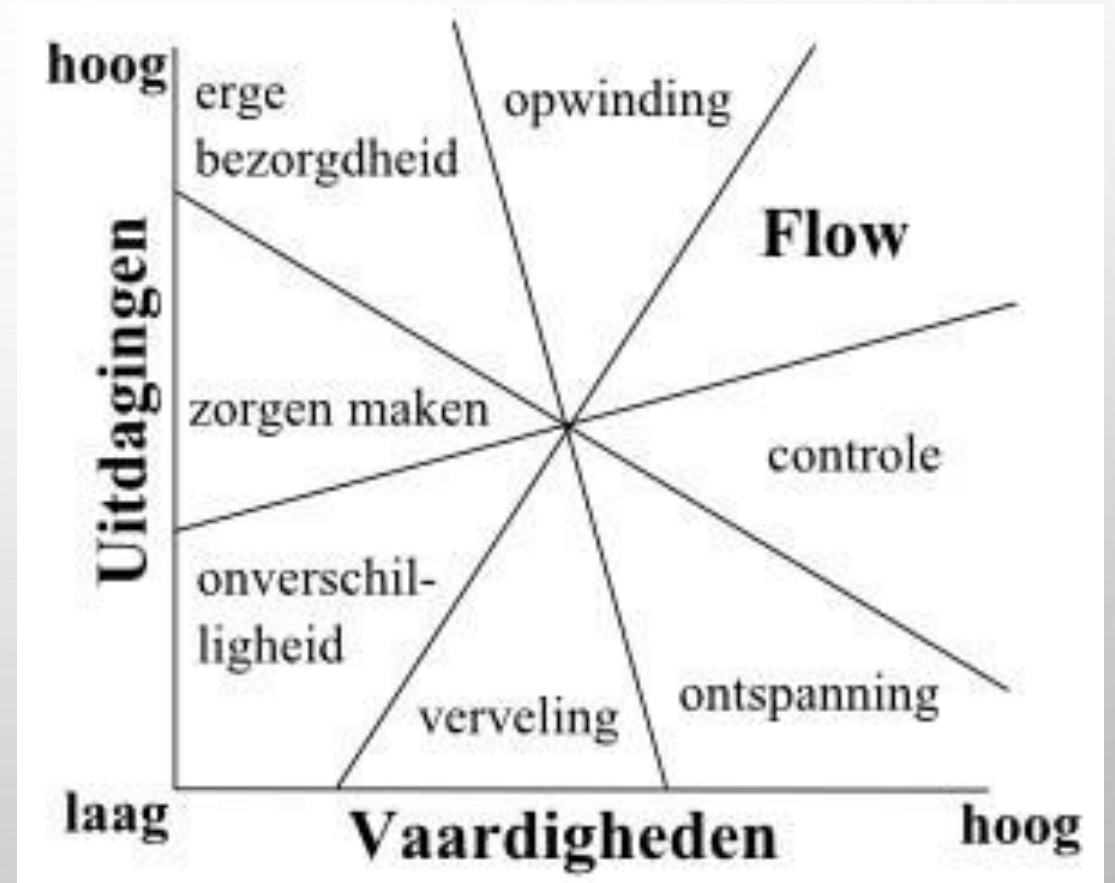 hoog
erge
bezorgdheid
opwinding
Flow
Uitdagingen
zorgen maken
controle
onverschil-
ligheid
verveling
ontspanning
laag
Vaardigheden
hoog